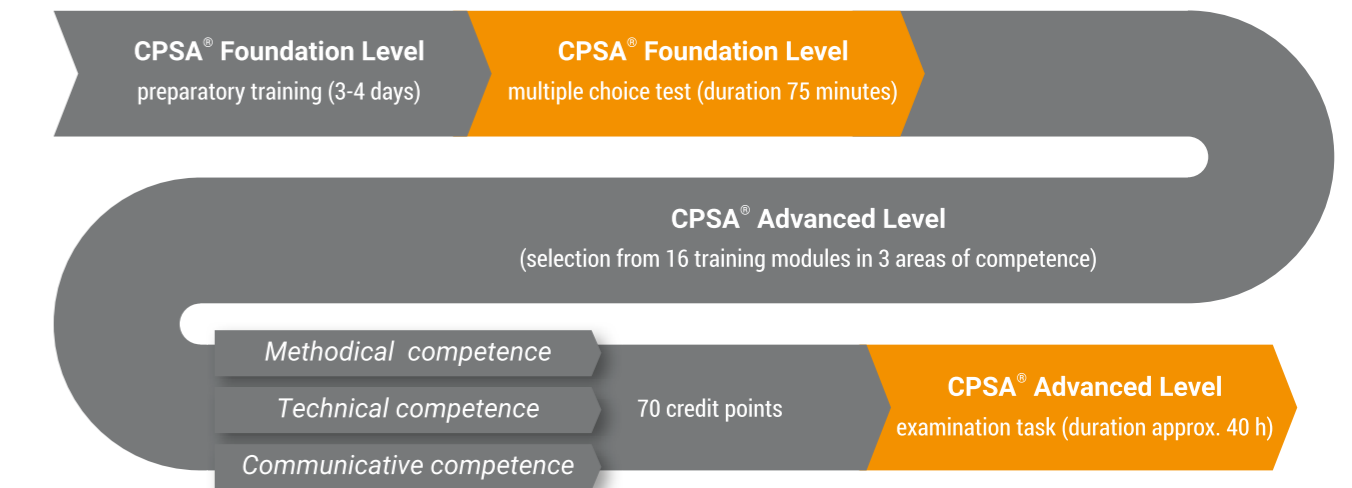 CPSA® Foundation Level
preparatory training (3-4 days)
CPSA® Foundation Level
multiple choice test (duration 75 minutes)
CPSA® Advanced Level
(selection from 16 training modules in 3 areas of competence)
Methodical competence
Technical competence
Communicative competence
70 credit points
CPSA® Advanced Level
examination task (duration approx. 40 h)